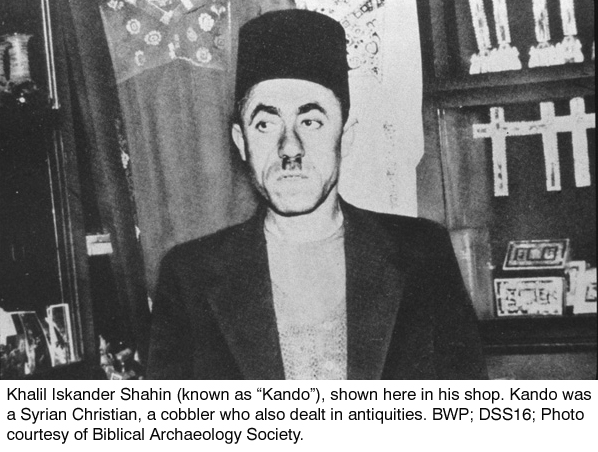 Khalil Iskander Shahin (known as “Kando”), shown here in his shop. Kando was
a Syrian Christian, a cobbler who also dealt in antiquities. BWP; DSS16; Photo
courtesy of Biblical Archaeology Society.